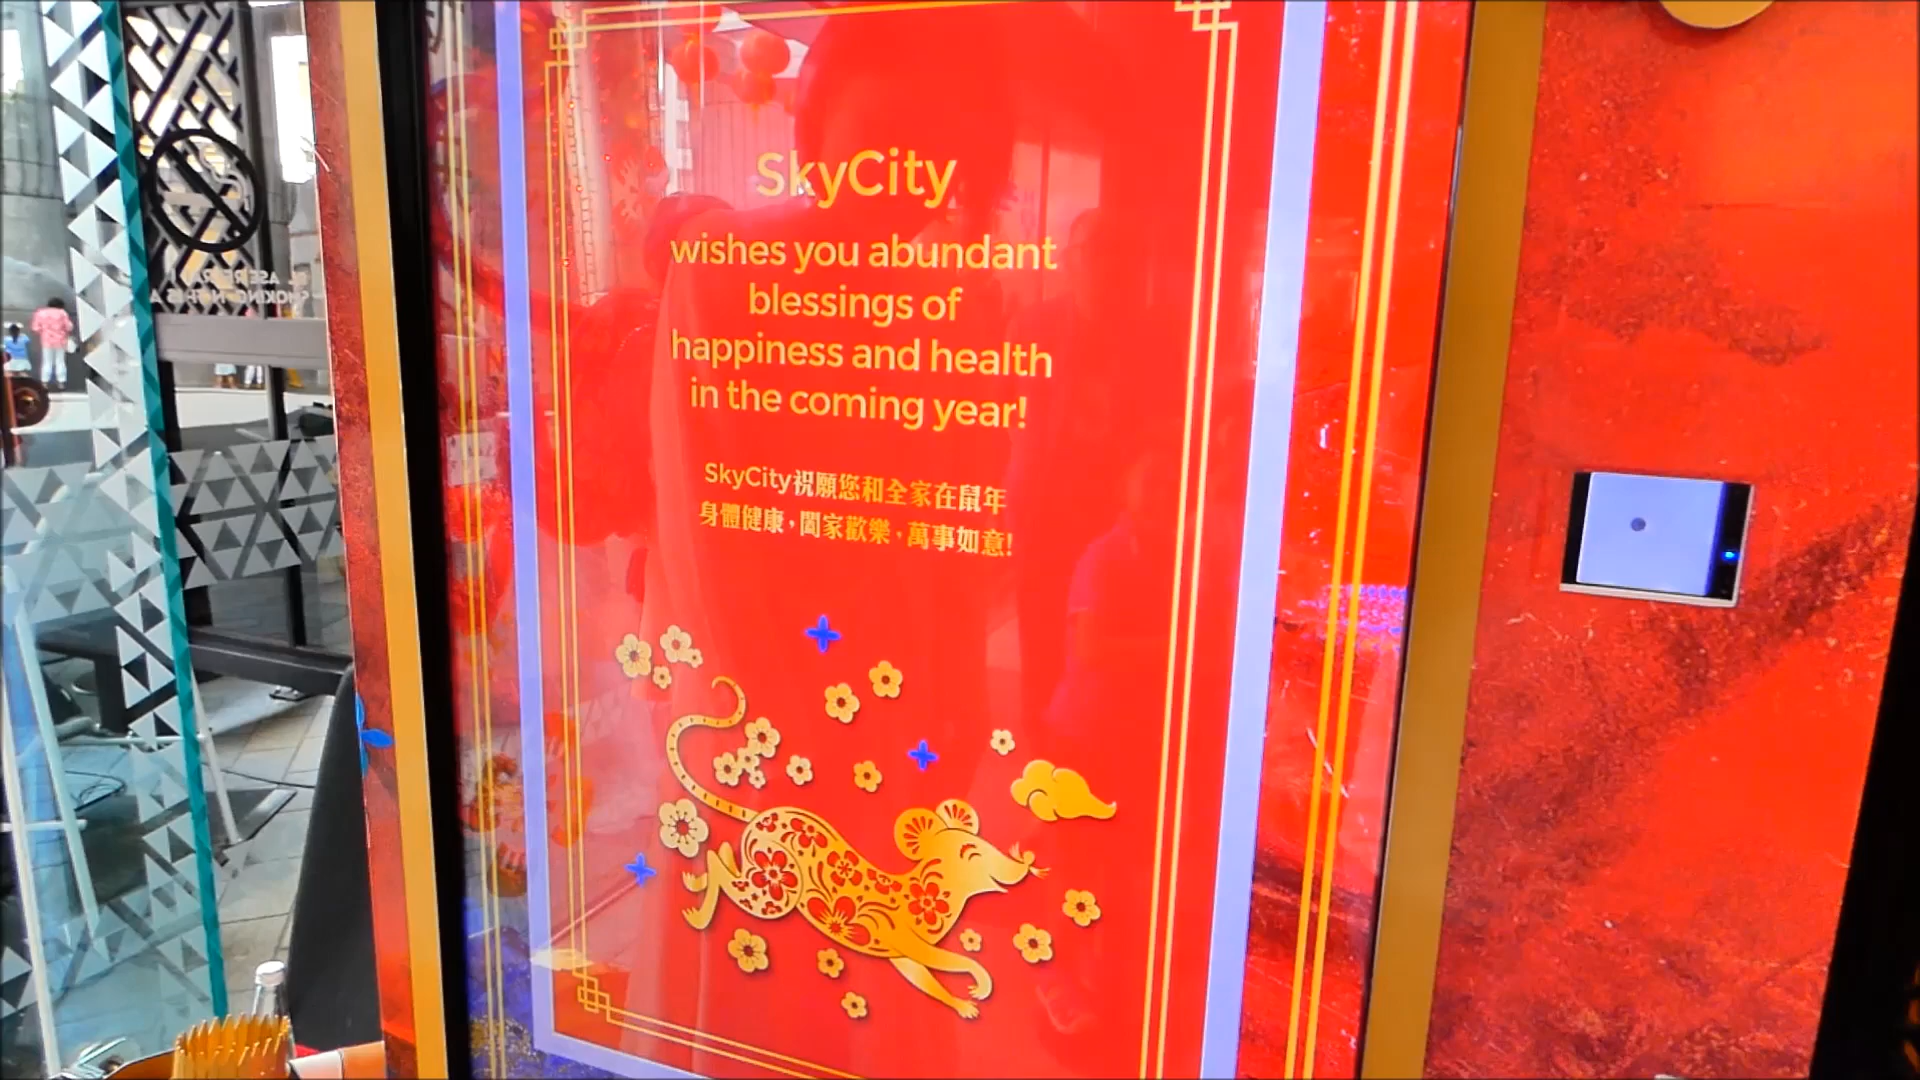 SkyCity
wishes you abundant
blessings of
happiness and health
in the coming year!
SkyCity祝願您和全家在鼠年
身體健康,闔家歡樂,萬事如意!